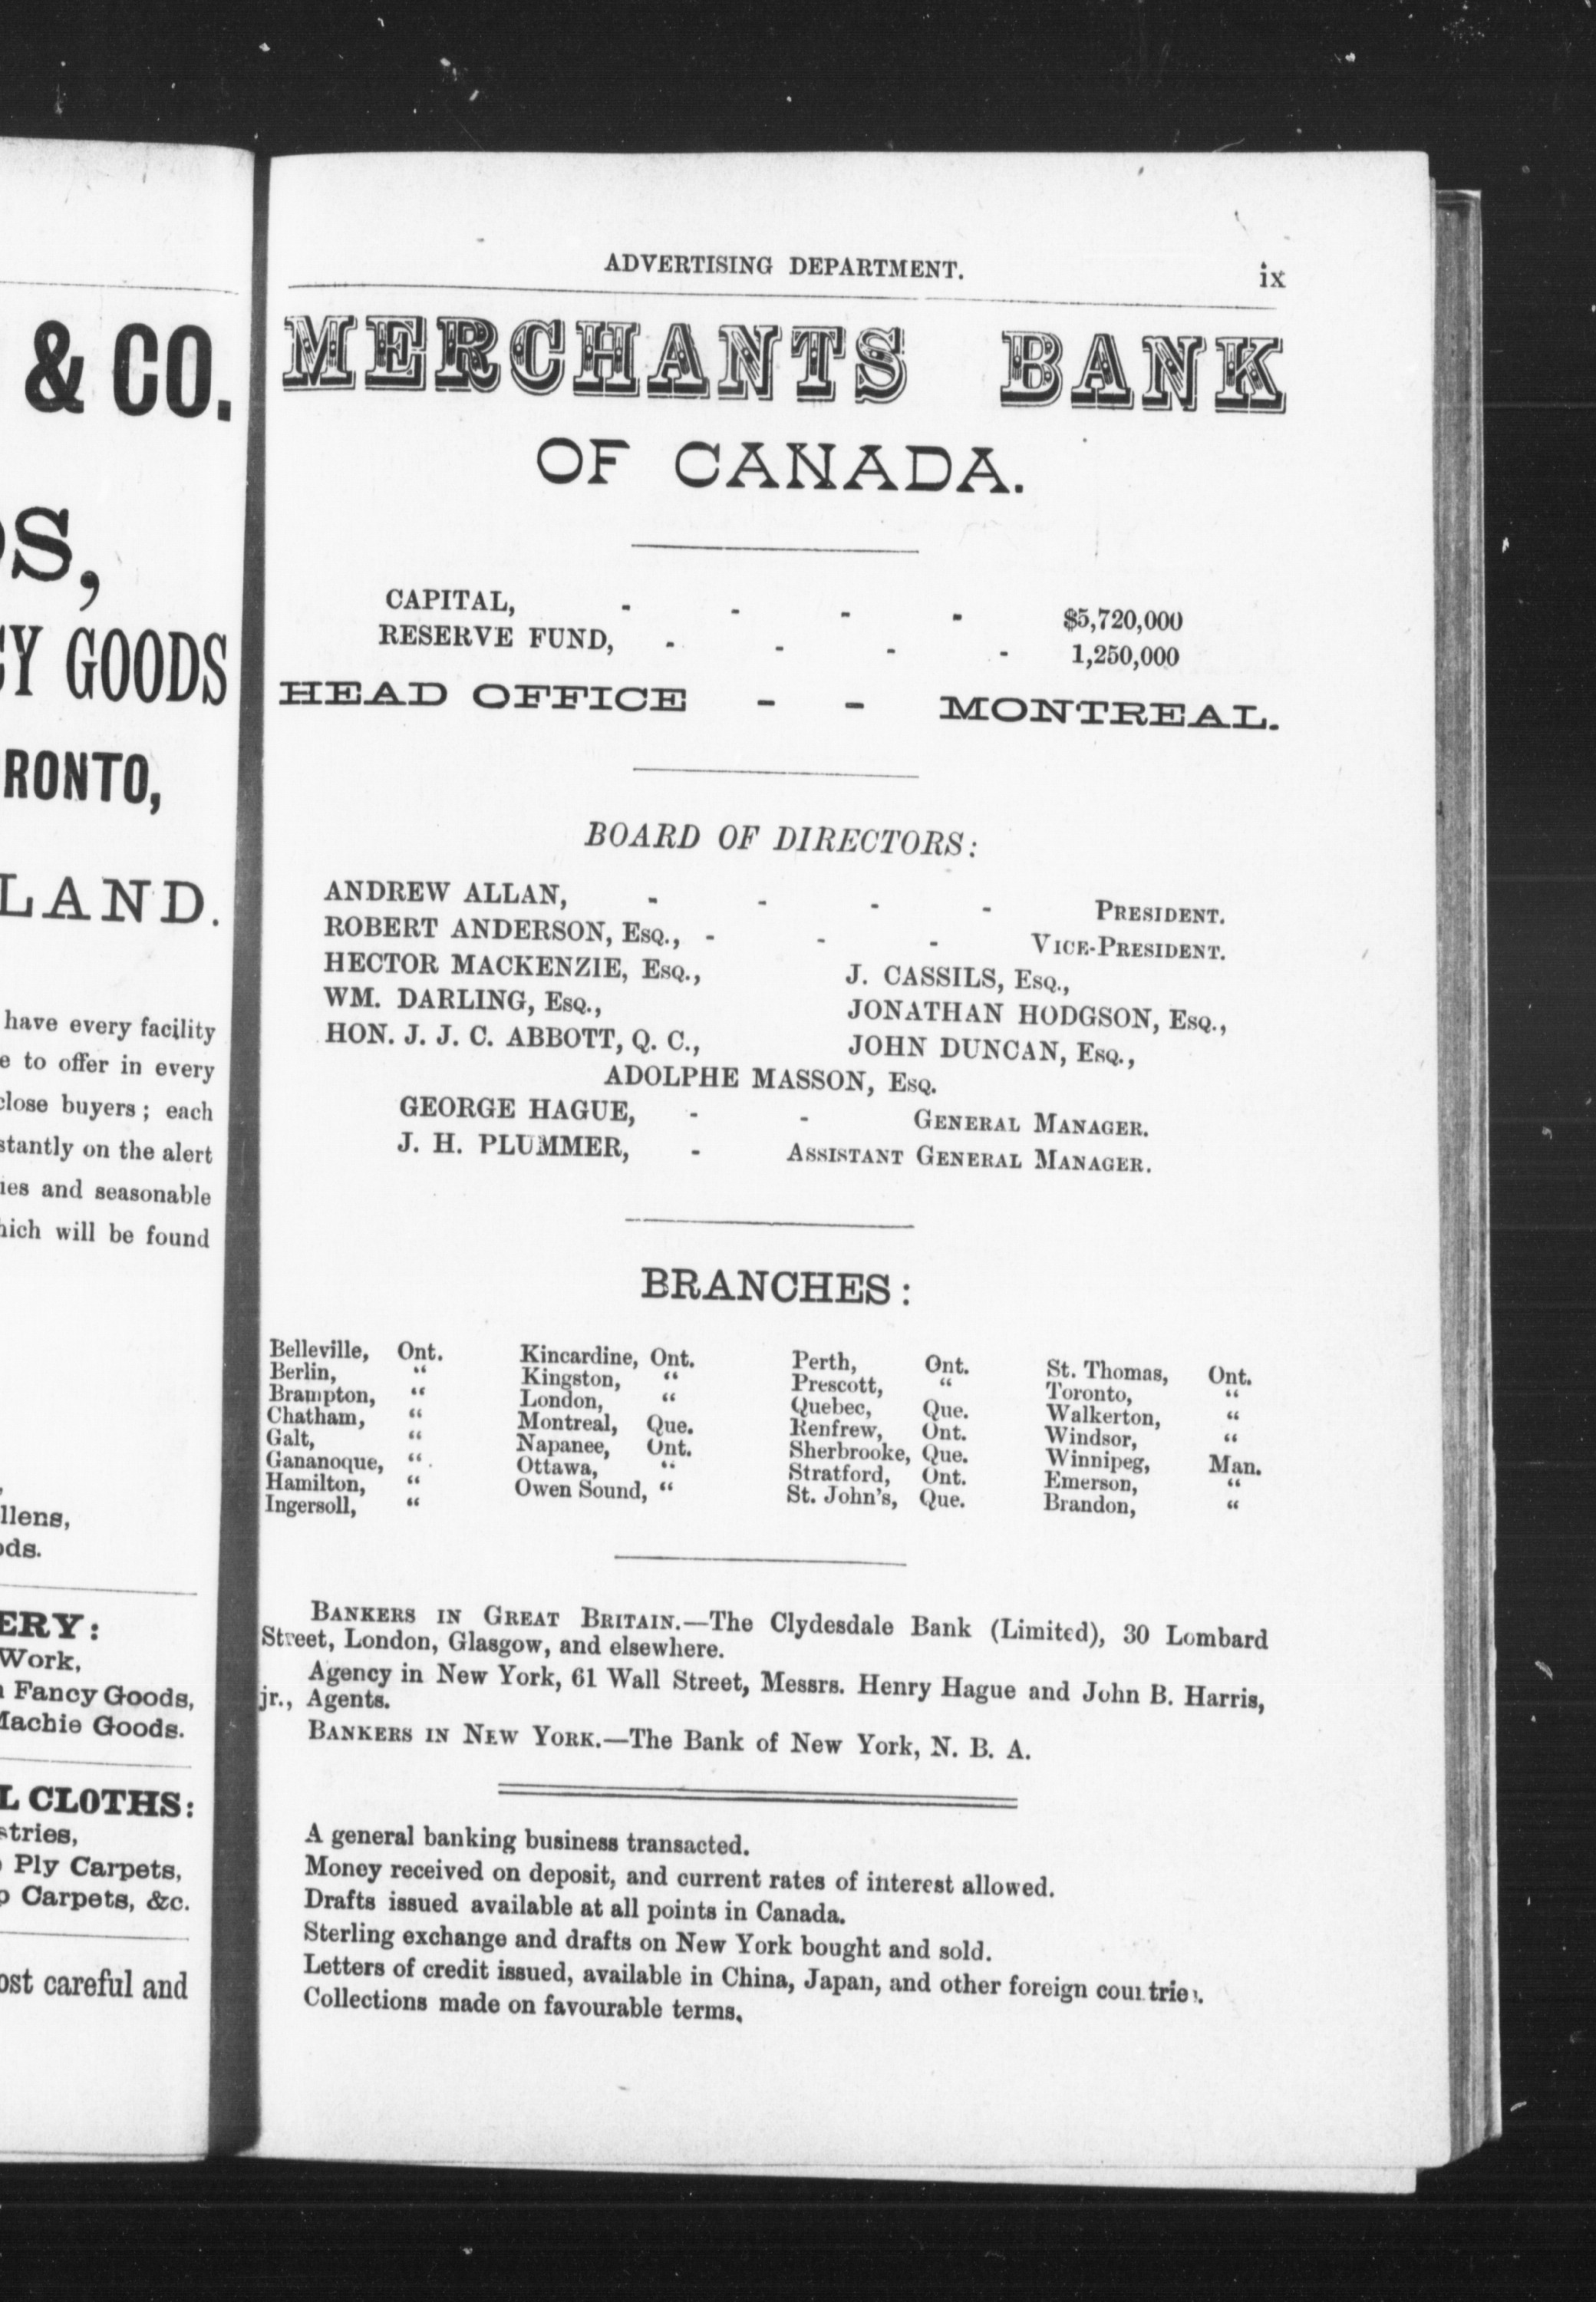 & CO.
S,
Y GOODS
RONTO,
LAND.
have every facility
to offer in every
close buyers; each
stantly on the alert
and seasonable
will be found
llens,
ods.
ERY:
Work,
Fancy Goods,
Machie Goods.
L CLOTHS:
stries,
Ply Carpets,
Carpets, &c.
ost careful and
ADVERTISING DEPARTMENT. ix
MERCHANTS BANK
OF CANADA.
CAPITAL, - - - - $5,720,000
RESERVE FUND, - - - - 1,250,000
HEAD OFFICE - - MONTREAL.
BOARD OF DIRECTORS:
ANDREW ALLAN, - - - - PRESIDENT.
ROBERT ANDERSON, ESQ., - - - VICE-PRESIDENT.
HECTOR MACKENZIE, ESQ., J. CASSILS, ESQ.,
WM. DARLING, ESQ., JONATHAN HODGSON, ESQ.,
HON. J. J. C. ABBOTT, Q. C., JOHN DUNCAN, ESQ.,
ADOLPHE MASSON, ESQ.
GEORGE HAGUE, - - GENERAL MANAGER.
J. H. PLUMMER, - ASSISTANT GENERAL MANAGER.
BRANCHES:
Belleville, Ont. Kincardine, Ont. Perth, Ont. St. Thomas, Ont.
Berlin, " Kingston, " Prescott, " Toronto, "
Brampton, " London, " Quebec, Que. Walkerton, "
Chatham, " Montreal, Que. Renfrew, Ont. Windsor, "
Galt, " Napanee, Ont. Sherbrooke, Que. Winnipeg, Man.
Gananoque, " Ottawa, " Stratford, Ont. Emerson, "
Hamilton, " Owen Sound, " St. John's, Que. Brandon, "
Ingersoll, "
BANKERS IN GREAT BRITAIN.—The Clydesdale Bank (Limited), 30 Lombard
Street, London, Glasgow, and elsewhere.
Agency in New York, 61 Wall Street, Messrs. Henry Hague and John B. Harris,
jr., Agents.
BANKERS IN NEW YORK.—The Bank of New York, N. B. A.
A general banking business transacted.
Money received on deposit, and current rates of interest allowed.
Drafts issued available at all points in Canada.
Sterling exchange and drafts on New York bought and sold.
Letters of credit issued, available in China, Japan, and other foreign countries.
Collections made on favourable terms.